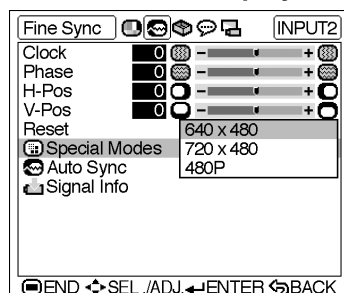 Fine Sync INPUT2
Clock 0 - +
Phase 0 - +
H-Pos 0 - +
V-Pos 0 - +
Reset 640 x 480
Special Modes 720 x 480
Auto Sync 480P
Signal Info
END SEL./ADJ. ENTER BACK